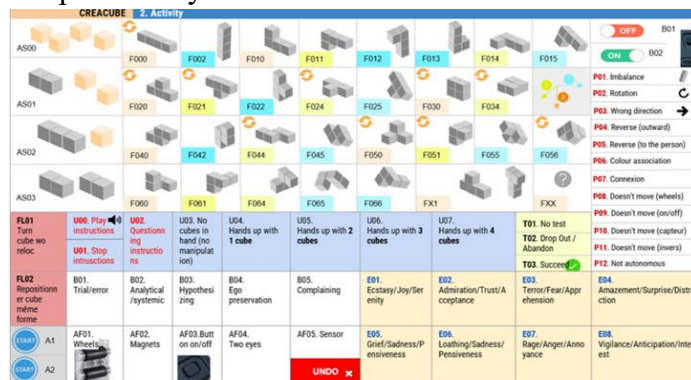 CREACUBE 2. Activity
AS00
F000
F002
F010
F011
F012
F013
F014
F015
OFF
B01
ON
B02
AS01
F020
F021
F022
F024
F025
F030
F034
P01. Imbalance
P02. Rotation
P03. Wrong direction
AS02
F040
F042
F044
F045
F050
F051
F055
F056
P04. Reverse (outward)
P05. Reverse (to the person)
P06. Colour association
AS03
F060
F061
F064
F065
F066
FX1
?
FXX
P07. Connexion
P08. Doesn't move (wheels)
P09. Doesn't move (on/off)
P10. Doesn't move (capteur)
P11. Doesn't move (invers)
P12. Not autonomous
FL01
Turn
cube wo
reloc
U00. Play
instructions
U01. Stop
intrusctions
U02.
Questionn
ing
instructio
ns
U03. No
cubes in
hand (no
manipulat
ion)
U04.
Hands up with
1 cube
U05.
Hands up with 2
cubes
U06.
Hands up with 3
cubes
U07.
Hands up with 4
cubes
T01. No test
T02. Drop Out /
Abandon
T03. Succeed
FL02
Repositionn
er cube
même
forme
B01.
Trial/error
B02.
Analytical
/systemic
B03.
Hypothesi
zing
B04.
Ego
preservation
B05.
Complaining
E01.
Ecstasy/Joy/Ser
enity
E02.
Admiration/Trust/A
cceptance
E03.
Terror/Fear/Appr
ehension
E04.
Amazement/Surprise/Distr
ction
START A1
START A2
AF01.
Wheels
AF02.
Magnets
AF03.Butt
on on/off
AF04.
Two eyes
AF05. Sensor
UNDO ×
E05.
Grief/Sadness/P
ensiveness
E06.
Loathing/Sadness/
Pensiveness
E07.
Rage/Anger/Anno
yance
E08.
Vigilance/Anticipation/Inte
est